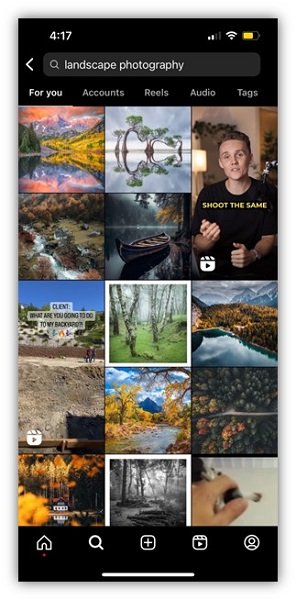 4:17
landscape photography
For you Accounts Reels Audio Tags
SHOOT THE SAME
CLIENT:
WHAT ARE YOU GOING TO DO
TO MY BACKYARD?!